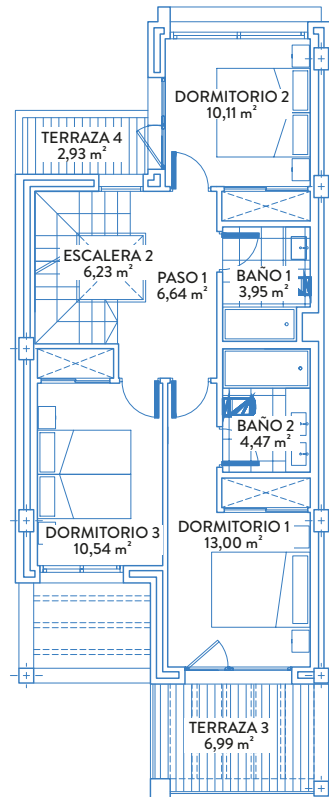 DORMITORIO 2
10,11 m²
TERRAZA 4
2,93 m²
ESCALERA 2
6,23 m²
PASO 1
6,64 m²
BAÑO 1
3,95 m²
BAÑO 2
4,47 m²
DORMITORIO 3
10,54 m²
DORMITORIO 1
13,00 m²
TERRAZA 3
6,99 m²